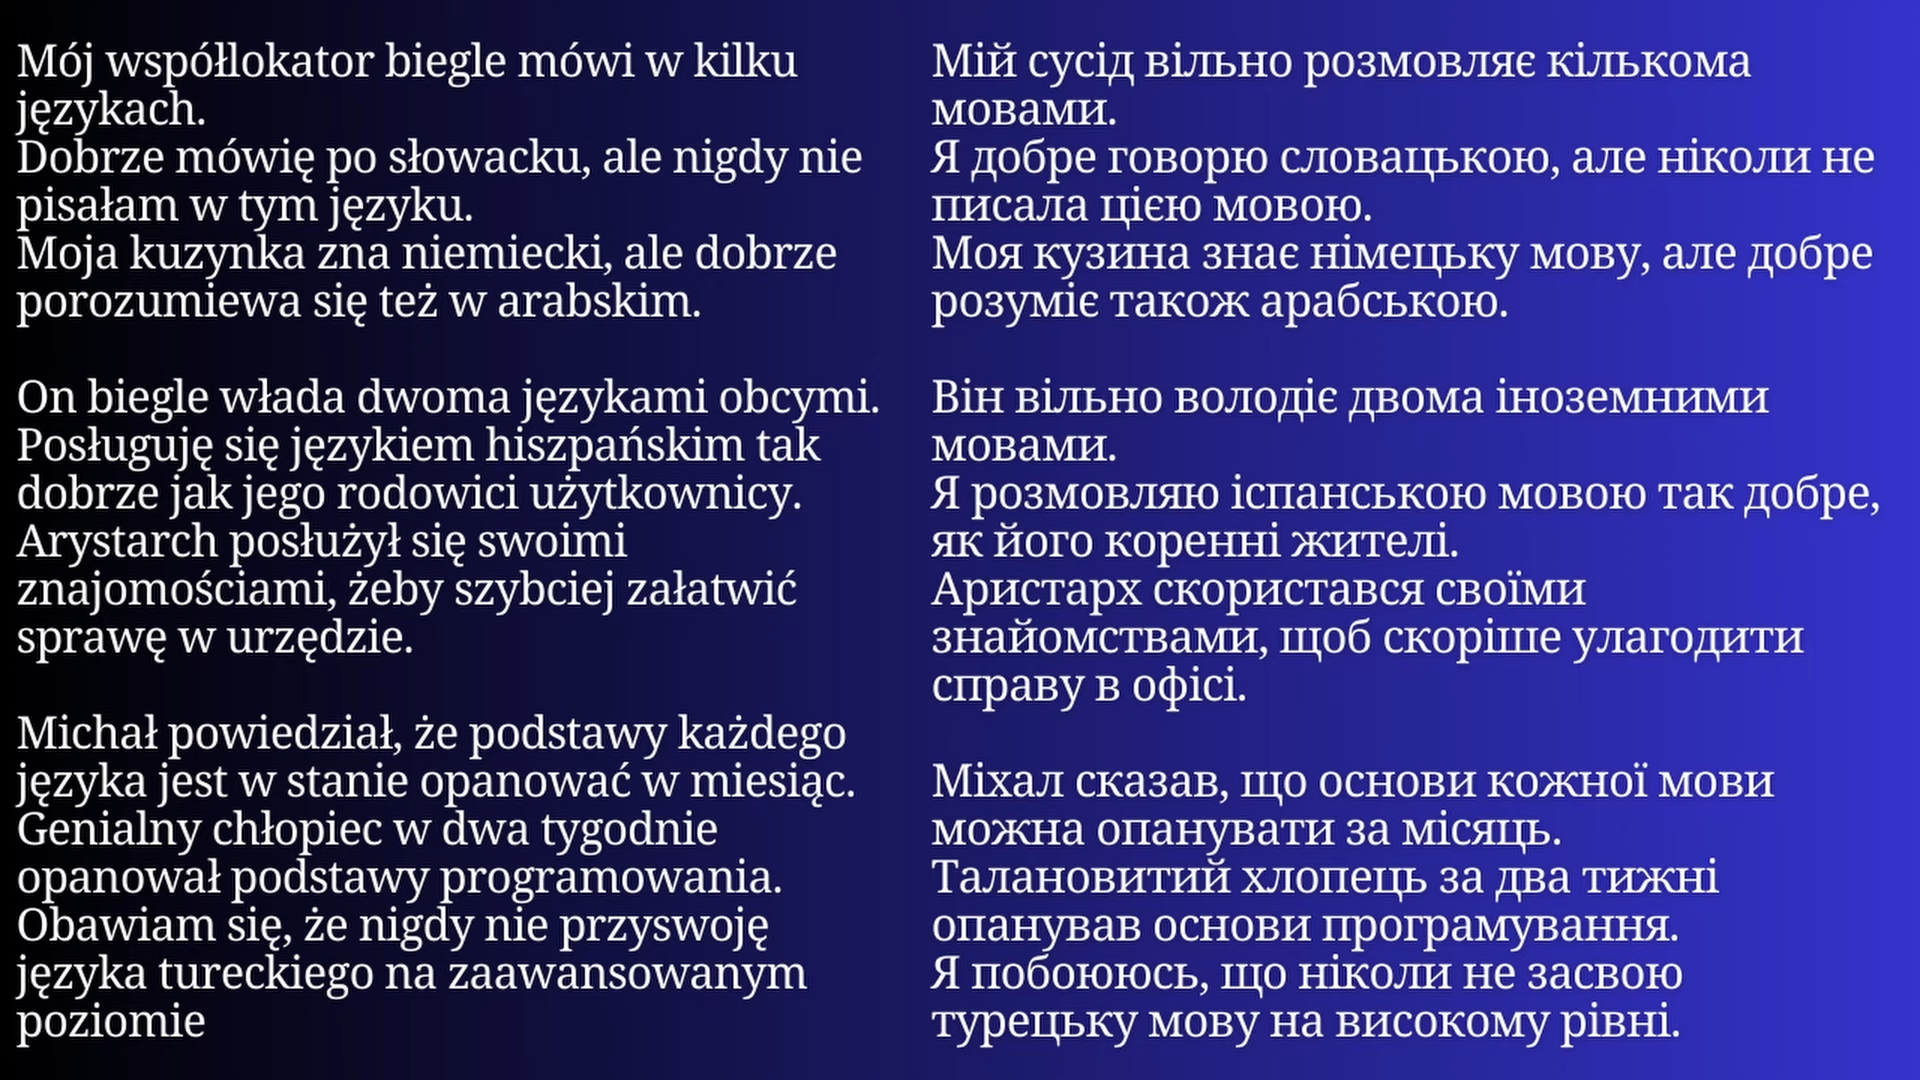 Mój współlokator biegle mówi w kilku
językach.
Dobrze mówię po słowacku, ale nigdy nie
pisałam w tym języku.
Moja kuzynka zna niemiecki, ale dobrze
porozumiewa się też w arabskim.
On biegle włada dwoma językami obcymi.
Posługuję się językiem hiszpańskim tak
dobrze jak jego rodowici użytkownicy.
Arystarch posłużył się swoimi
znajomościami, żeby szybciej załatwić
sprawę w urzędzie.
Michał powiedział, że podstawy każdego
języka jest w stanie opanować w miesiąc.
Genialny chłopiec w dwa tygodnie
opanował podstawy programowania.
Obawiam się, że nigdy nie przyswoję
języka tureckiego na zaawansowanym
poziomie
Мій сусід вільно розмовляє кількома
мовами.
Я добре говорю словацькою, але ніколи не
писала цією мовою.
Моя кузина знає німецьку мову, але добре
розуміє також арабською.
Він вільно володіє двома іноземними
мовами.
Я розмовляю іспанською мовою так добре,
як його коренні жителі.
Аристарх скористався своїми
знайомствами, щоб скоріше улагодити
справу в офісі.
Міхал сказав, що основи кожної мови
можна опанувати за місяць.
Талановитий хлопець за два тижні
опанував основи програмування.
Я побоююсь, що ніколи не засвою
турецьку мову на високому рівні.